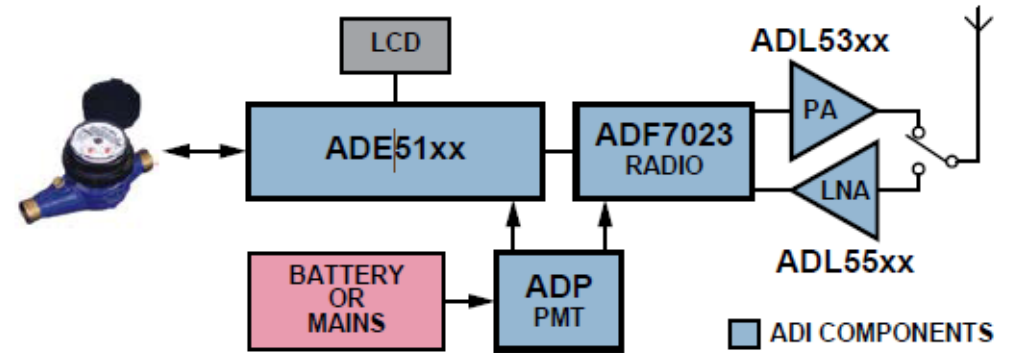 LCD
ADL53xx
PA
ADE51xx
ADF7023
RADIO
LNA
ADL55xx
BATTERY
OR
MAINS
ADP
PMT
ADI COMPONENTS